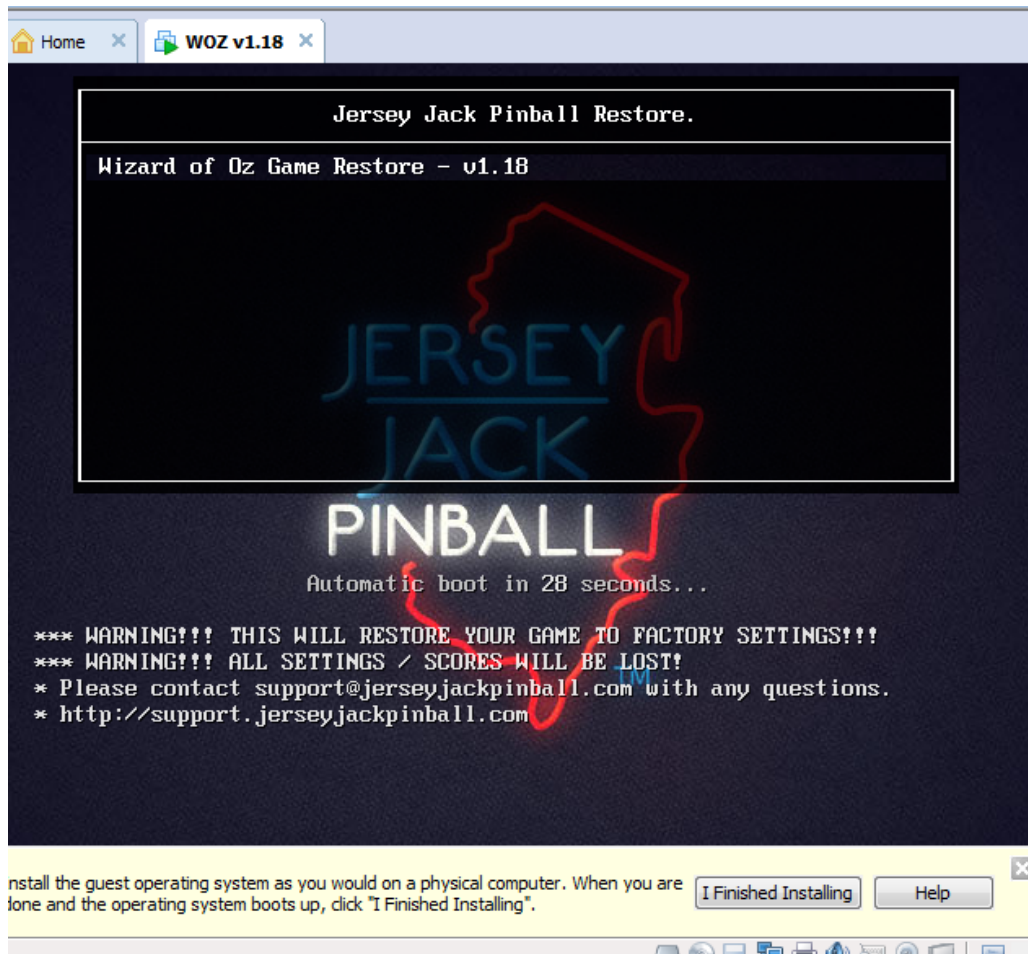 Home
WOZ v1.18
Jersey Jack Pinball Restore.
Wizard of Oz Game Restore - v1.18
JERSEY
JACK
PINBALL
Automatic boot in 28 seconds...
*** WARNING!!! THIS WILL RESTORE YOUR GAME TO FACTORY SETTINGS!!!
*** WARNING!!! ALL SETTINGS / SCORES WILL BE LOST!
TM
* Please contact support@jerseyjackpinball.com with any questions.
* http://support.jerseyjackpinball.com
nstall the guest operating system as you would on a physical computer. When you are
done and the operating system boots up, click "I Finished Installing".
I Finished Installing
Help